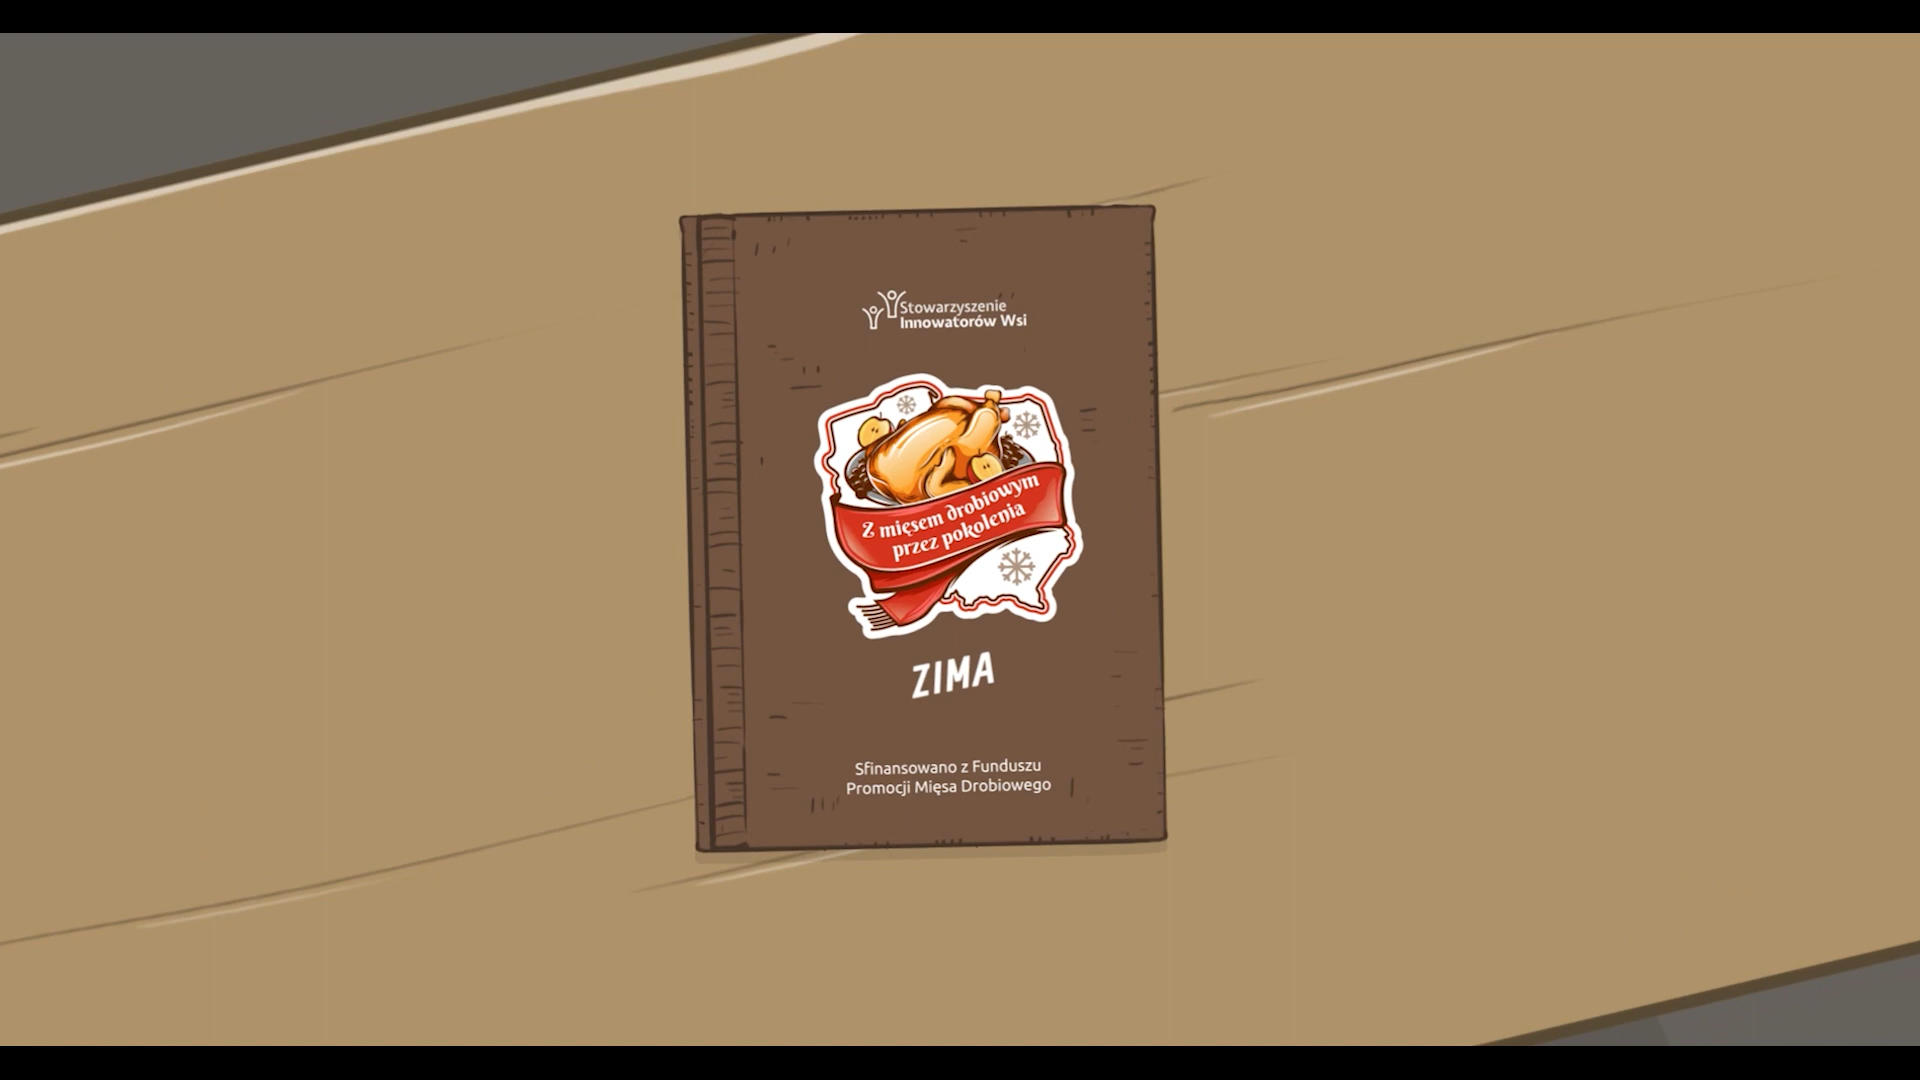 Stowarzyszenie
Innowatorów Wsi
Z mięsem drobiowym
przez pokolenia
ZIMA
Sfinansowano z Funduszu
Promocji Mięsa Drobiowego